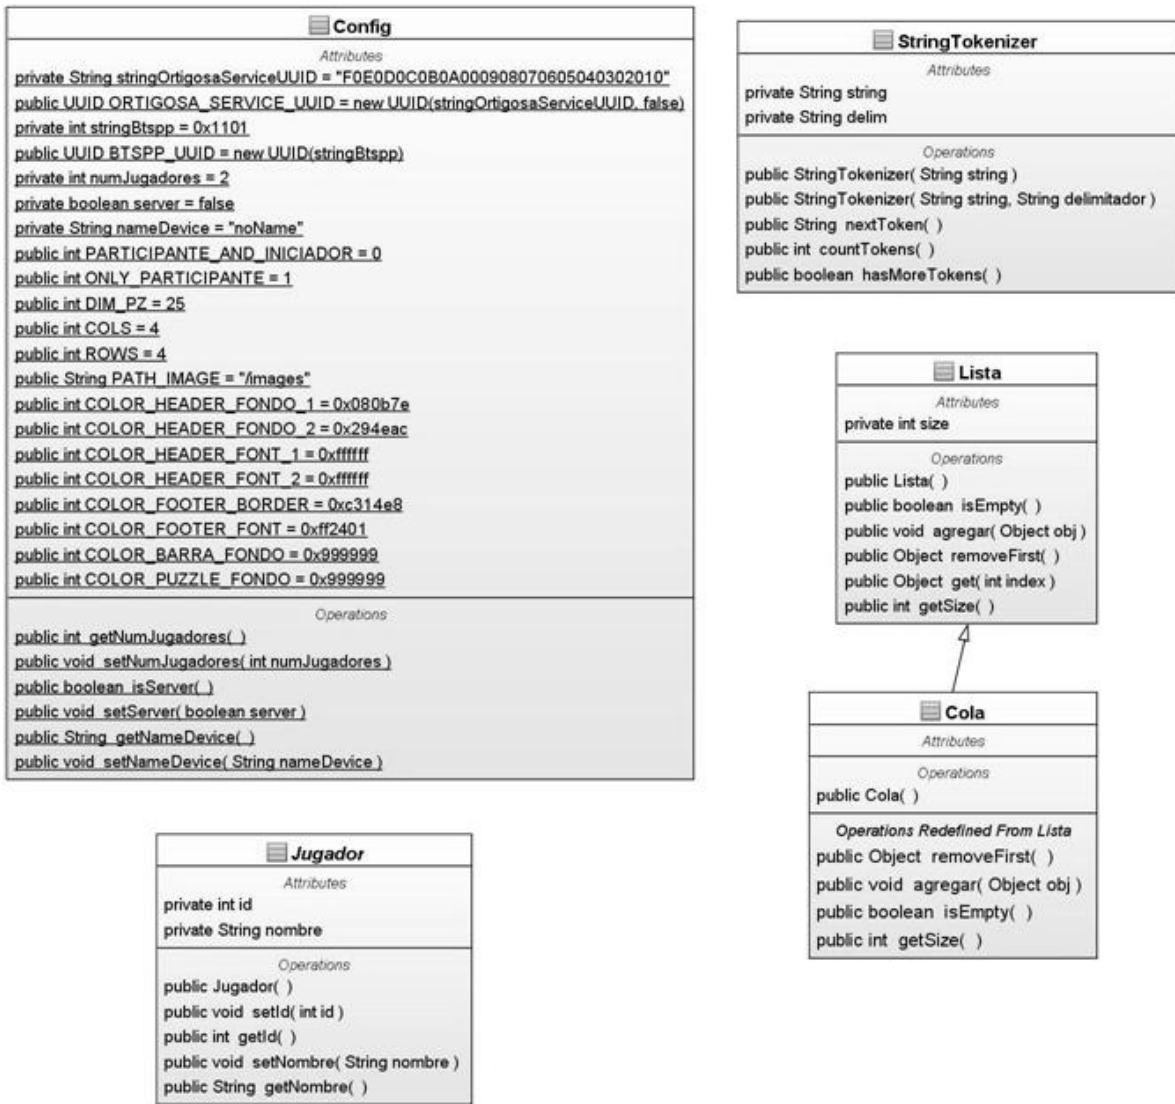 Config
Attributes
private String stringOrtigosaServiceUUID = "F0E0D0C0B0A000908070605040302010"
public UUID ORTIGOSA_SERVICE_UUID = new UUID(stringOrtigosaServiceUUID, false)
private int stringBtspp = 0x1101
public UUID BTSPP_UUID = new UUID(stringBtspp)
private int numJugadores = 2
private boolean server = false
private String nameDevice = "noName"
public int PARTICIPANTE_AND_INICIADOR = 0
public int ONLY_PARTICIPANTE = 1
public int DIM_PZ = 25
public int COLS = 4
public int ROWS = 4
public String PATH_IMAGE = "/images"
public int COLOR_HEADER_FONDO_1 = 0x080b7e
public int COLOR_HEADER_FONDO_2 = 0x294eac
public int COLOR_HEADER_FONT_1 = 0xffffff
public int COLOR_HEADER_FONT_2 = 0xffffff
public int COLOR_FOOTER_BORDER = 0xc314e8
public int COLOR_FOOTER_FONT = 0xff2401
public int COLOR_BARRA_FONDO = 0x999999
public int COLOR_PUZZLE_FONDO = 0x999999
Operations
public int getNumJugadores( )
public void setNumJugadores( int numJugadores )
public boolean isServer( )
public void setServer( boolean server )
public String getNameDevice( )
public void setNameDevice( String nameDevice )
StringTokenizer
Attributes
private String string
private String delim
Operations
public StringTokenizer( String string )
public StringTokenizer( String string, String delimitador )
public String nextToken( )
public int countTokens( )
public boolean hasMoreTokens( )
Lista
Attributes
private int size
Operations
public Lista( )
public boolean isEmpty( )
public void agregar( Object obj )
public Object removeFirst( )
public Object get( int index )
public int getSize( )
Cola
Attributes
Operations
public Cola( )
Operations Redefined From Lista
public Object removeFirst( )
public void agregar( Object obj )
public boolean isEmpty( )
public int getSize( )
Jugador
Attributes
private int id
private String nombre
Operations
public Jugador( )
public void setId( int id )
public int getId( )
public void setNombre( String nombre )
public String getNombre( )